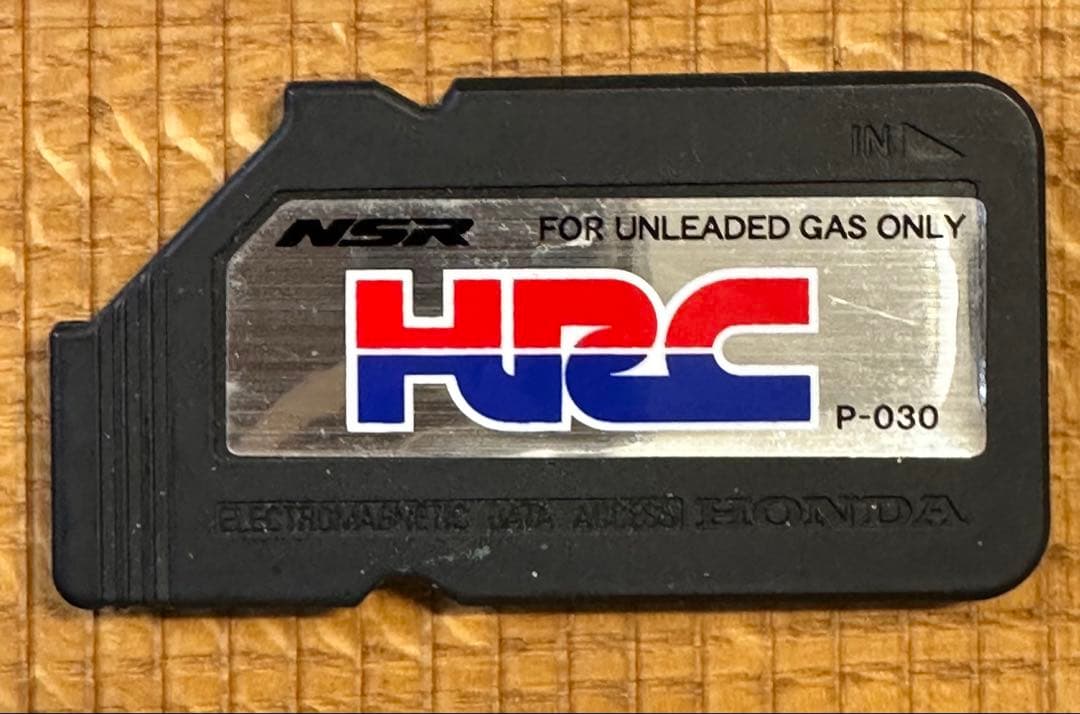 IN
NSR FOR UNLEADED GAS ONLY
HRC
P-030
ELECTROMAGNETIC DATA ACCESS HONDA